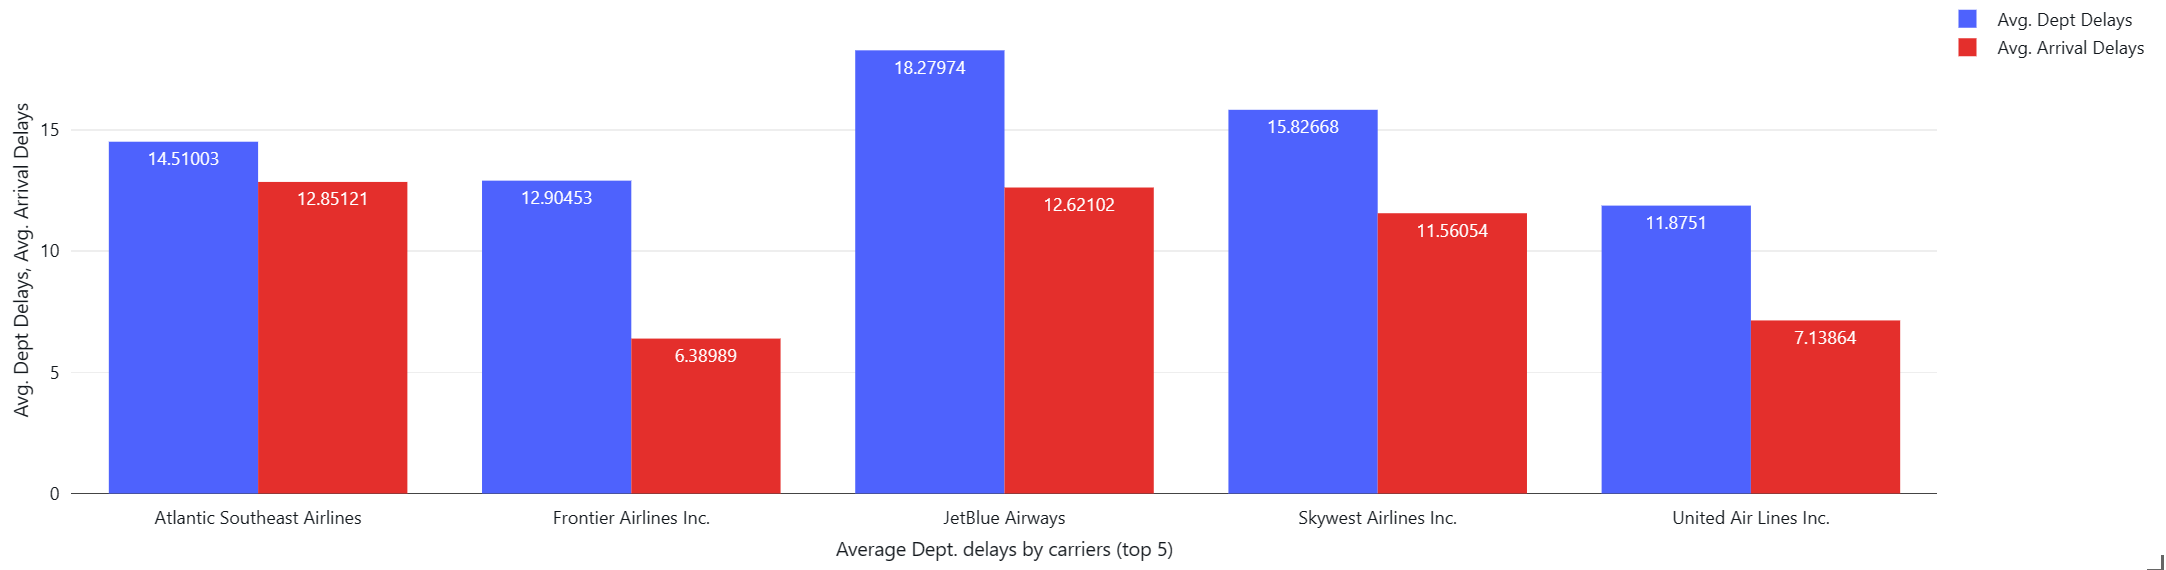 Avg. Dept Delays
Avg. Arrival Delays
Avg. Dept Delays, Avg. Arrival Delays
15
10
5
0
14.51003
12.85121
12.90453
6.38989
18.27974
12.62102
15.82668
11.56054
11.8751
7.13864
Atlantic Southeast Airlines
Frontier Airlines Inc.
JetBlue Airways
Skywest Airlines Inc.
United Air Lines Inc.
Average Dept. delays by carriers (top 5)